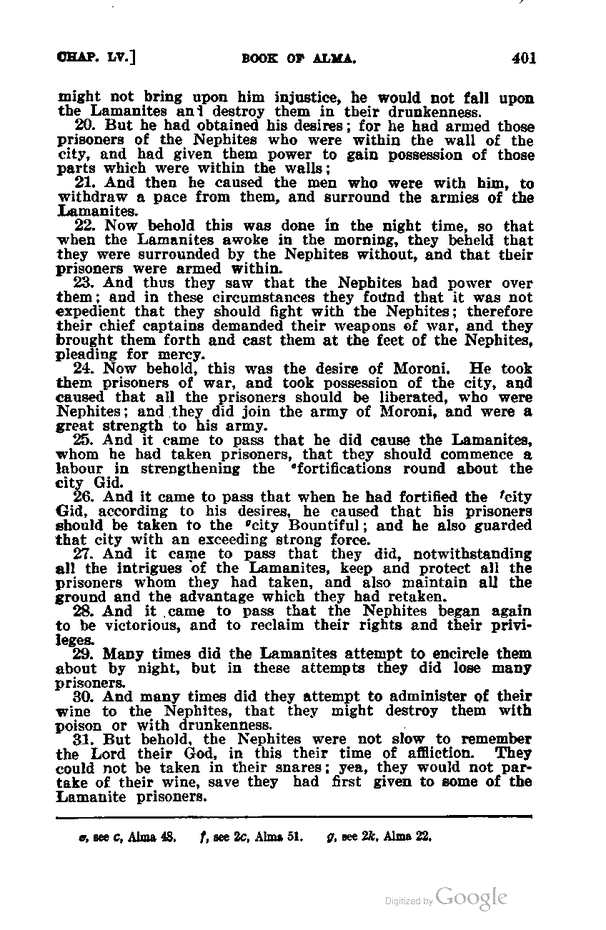 CHAP. LV.] BOOK OF ALMA. 401
might not bring upon him injustice, he would not fall upon
the Lamanites and destroy them in their drunkenness.
20. But he had obtained his desires; for he had armed those
prisoners of the Nephites who were within the wall of the
city, and had given them power to gain possession of those
parts which were within the walls;
21. And then he caused the men who were with him, to
withdraw a pace from them, and surround the armies of the
Lamanites.
22. Now behold this was done in the night time, so that
when the Lamanites awoke in the morning, they beheld that
they were surrounded by the Nephites without, and that their
prisoners were armed within.
23. And thus they saw that the Nephites had power over
them; and in these circumstances they found that it was not
expedient that they should fight with the Nephites; therefore
their chief captains demanded their weapons of war, and they
brought them forth and cast them at the feet of the Nephites,
pleading for mercy.
24. Now behold, this was the desire of Moroni. He took
them prisoners of war, and took possession of the city, and
caused that all the prisoners should be liberated, who were
Nephites; and they did join the army of Moroni, and were a
great strength to his army.
25. And it came to pass that he did cause the Lamanites,
whom he had taken prisoners, that they should commence a
labour in strengthening the ᵉfortifications round about the
city Gid.
26. And it came to pass that when he had fortified the ᶠcity
Gid, according to his desires, he caused that his prisoners
should be taken to the ᵍcity Bountiful; and he also guarded
that city with an exceeding strong force.
27. And it came to pass that they did, notwithstanding
all the intrigues of the Lamanites, keep and protect all the
prisoners whom they had taken, and also maintain all the
ground and the advantage which they had retaken.
28. And it came to pass that the Nephites began again
to be victorious, and to reclaim their rights and their privi-
leges.
29. Many times did the Lamanites attempt to encircle them
about by night, but in these attempts they did lose many
prisoners.
30. And many times did they attempt to administer of their
wine to the Nephites, that they might destroy them with
poison or with drunkenness.
31. But behold, the Nephites were not slow to remember
the Lord their God, in this their time of affliction. They
could not be taken in their snares; yea, they would not par-
take of their wine, save they had first given to some of the
Lamanite prisoners.
e, see c, Alma 48. f, see 2c, Alma 51. g, see 2k, Alma 22.
Digitized by Google